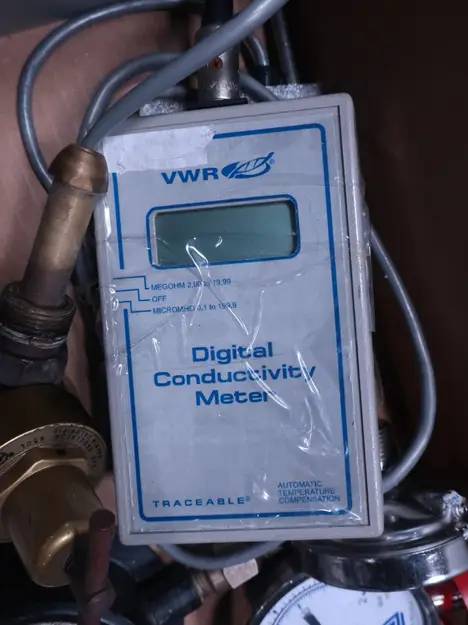 VWR®
MEGOHM 2.00 to 19.99
OFF
MICROMHO 0.1 to 199.9
Digital
Conductivity
Meter
TRACEABLE®
AUTOMATIC
TEMPERATURE
COMPENSATION